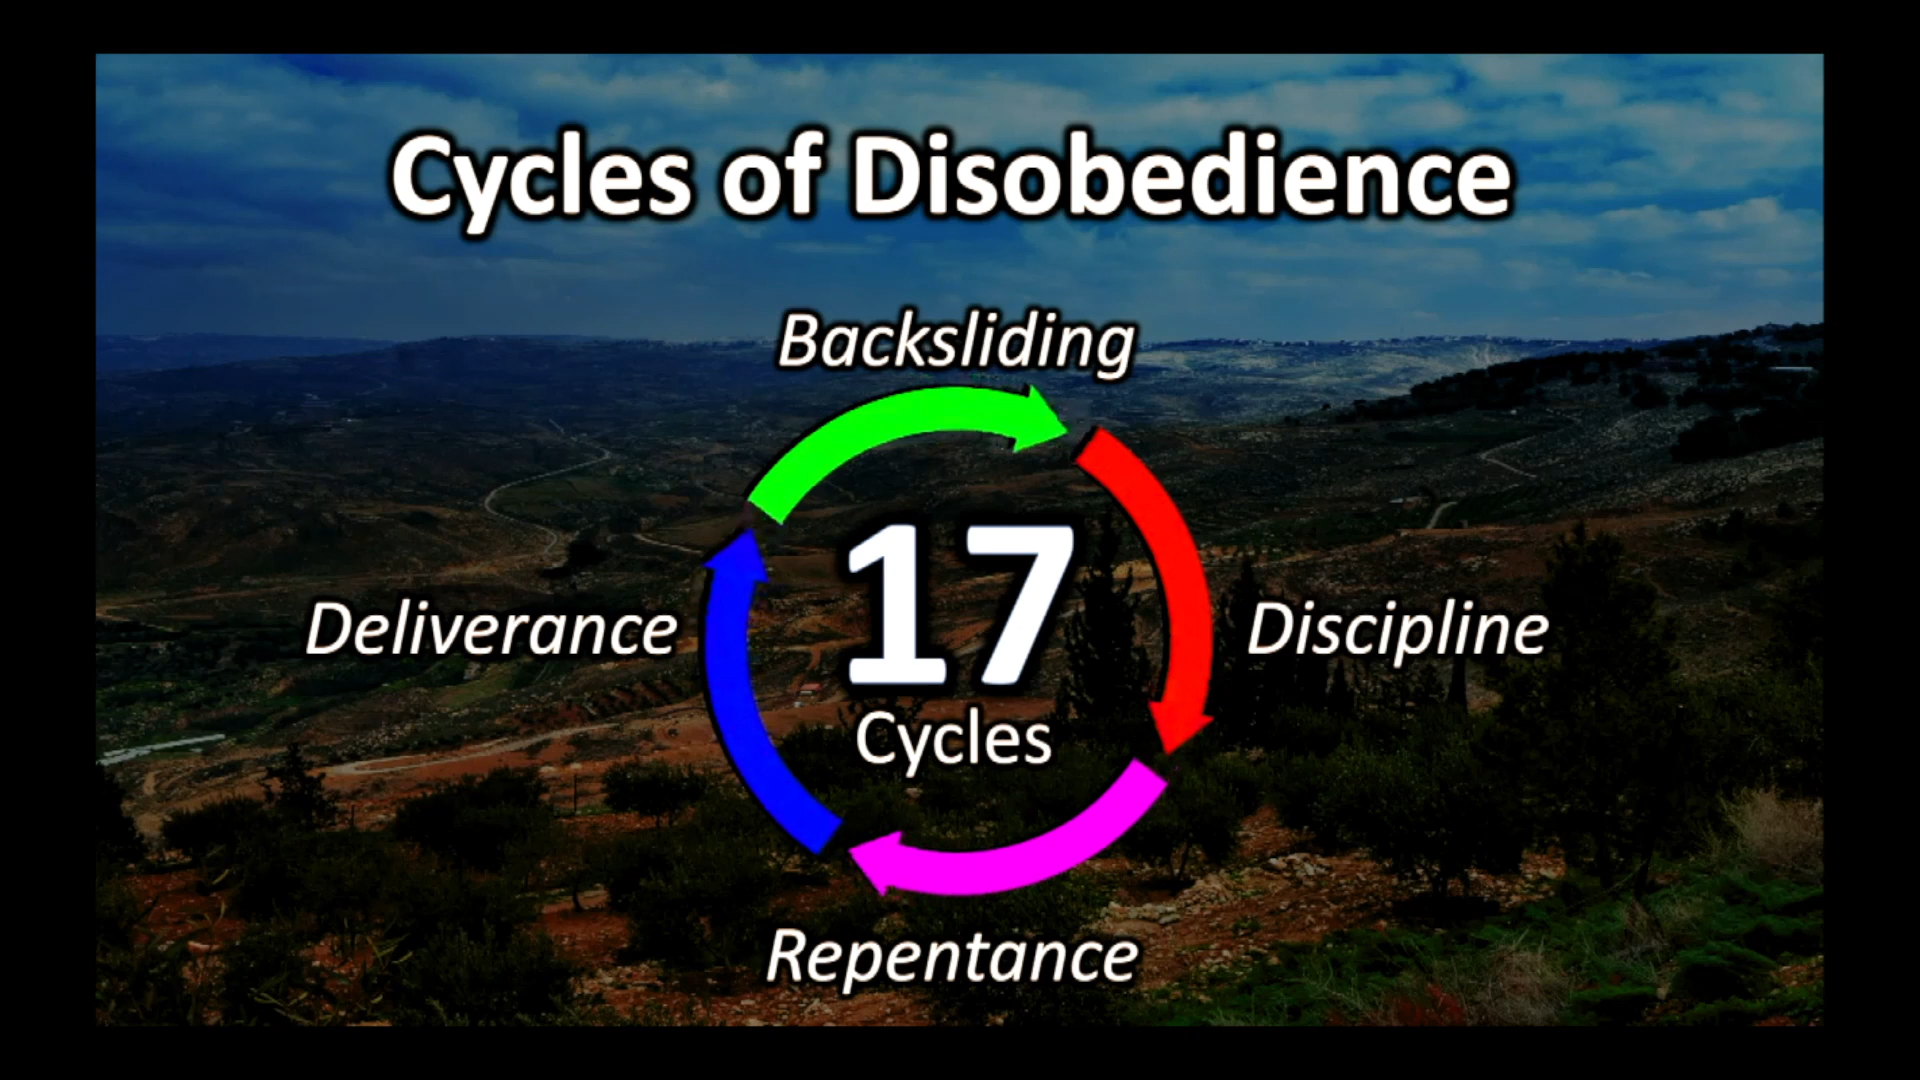 Cycles of Disobedience
Backsliding
17
Deliverance
Discipline
Cycles
Repentance